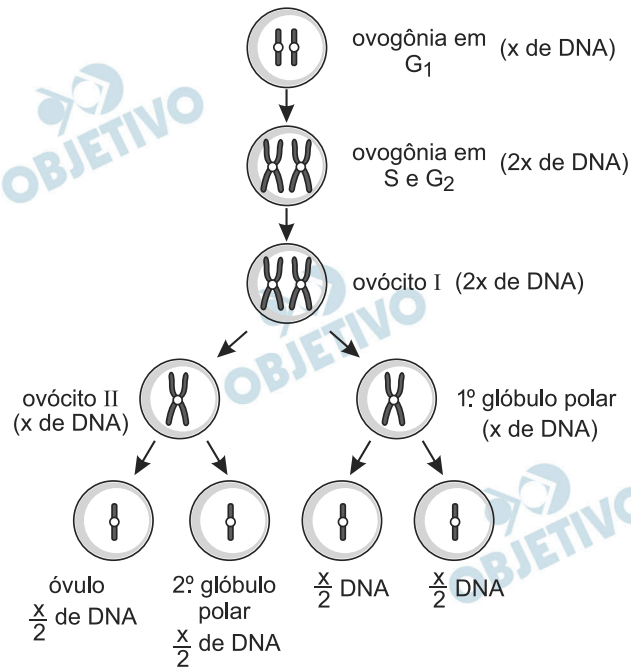 ovogônia em
G₁
(x de DNA)
OBJETIVO
ovogônia em
S e G₂
(2x de DNA)
ovócito I (2x de DNA)
OBJETIVO
ovócito II
(x de DNA)
1º glóbulo polar
(x de DNA)
OBJETIVO
óvulo
x/2 de DNA
2º glóbulo
polar
x/2 de DNA
x/2 DNA
x/2 DNA